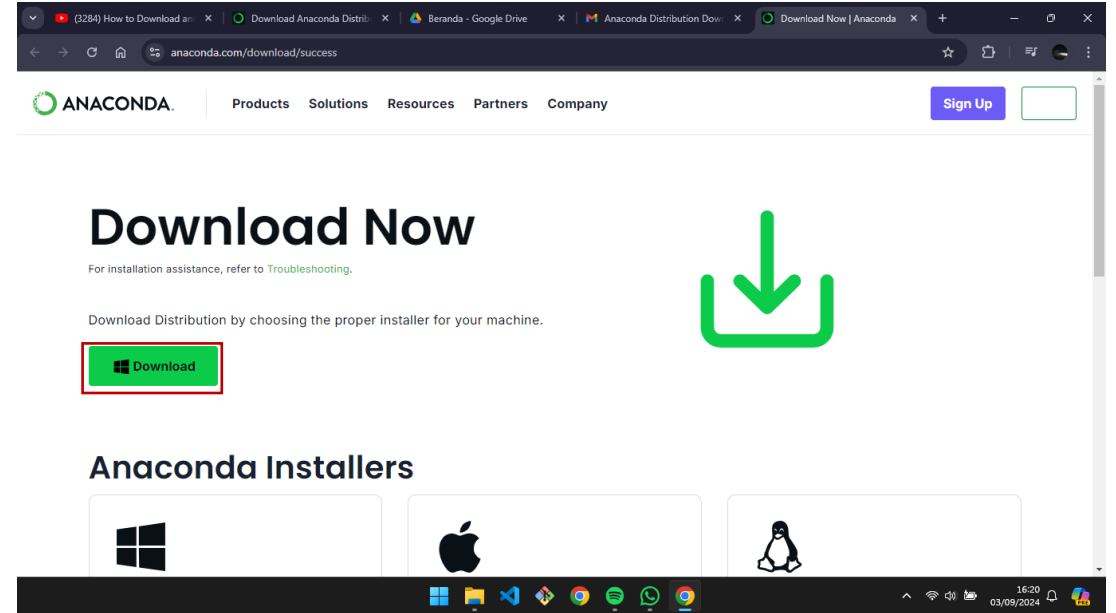 (3284) How to Download an
Download Anaconda Distrib
Beranda - Google Drive
Anaconda Distribution Dow
Download Now | Anaconda
anaconda.com/download/success
ANACONDA.
Products
Solutions
Resources
Partners
Company
Sign Up
Download Now
For installation assistance, refer to Troubleshooting.
Download Distribution by choosing the proper installer for your machine.
Download
Anaconda Installers
16:20
03/09/2024